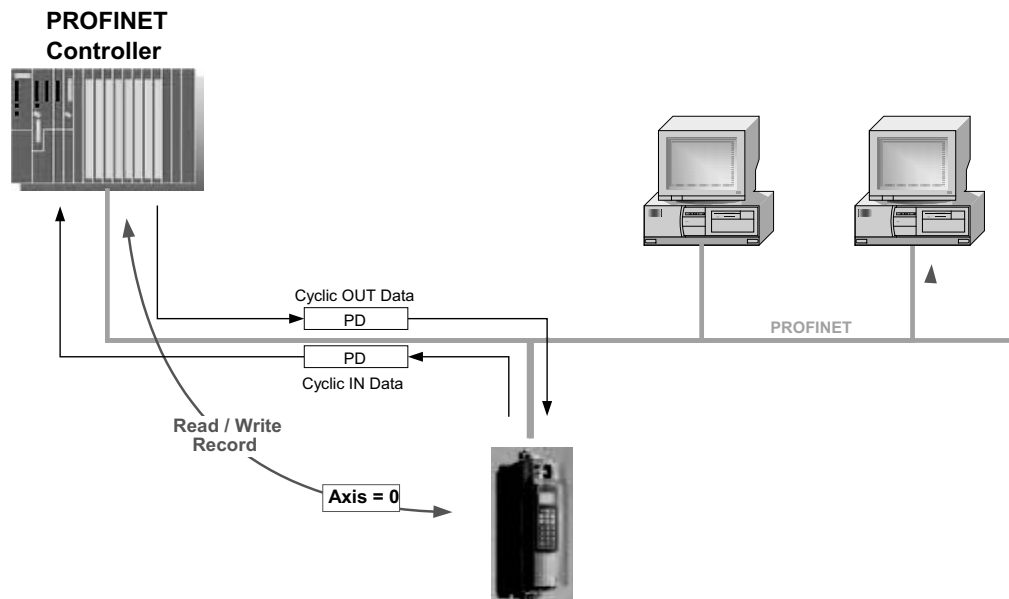 PROFINET
Controller
Cyclic OUT Data
PD
PROFINET
PD
Cyclic IN Data
Read / Write
Record
Axis = 0